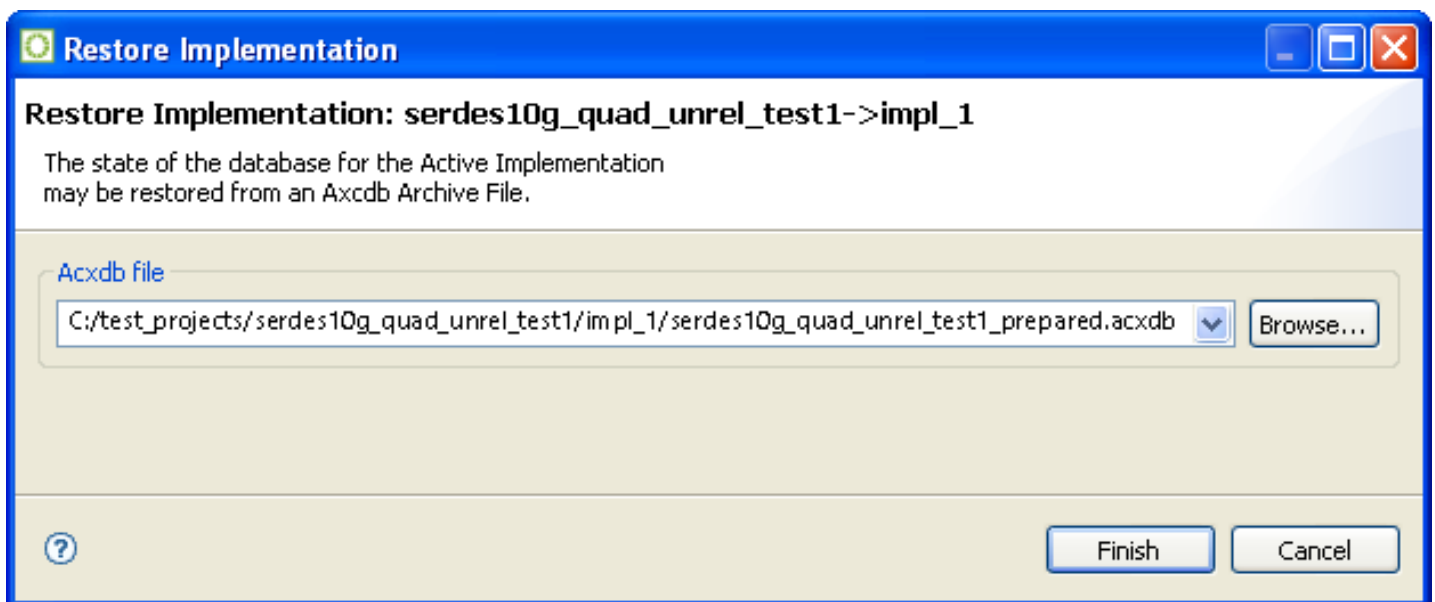 Restore Implementation
Restore Implementation: serdes10g_quad_unrel_test1->impl_1
The state of the database for the Active Implementation
may be restored from an Axcdb Archive File.
Acxdb file
C:/test_projects/serdes10g_quad_unrel_test1/impl_1/serdes10g_quad_unrel_test1_prepared.acxdb
Browse...
?
Finish
Cancel